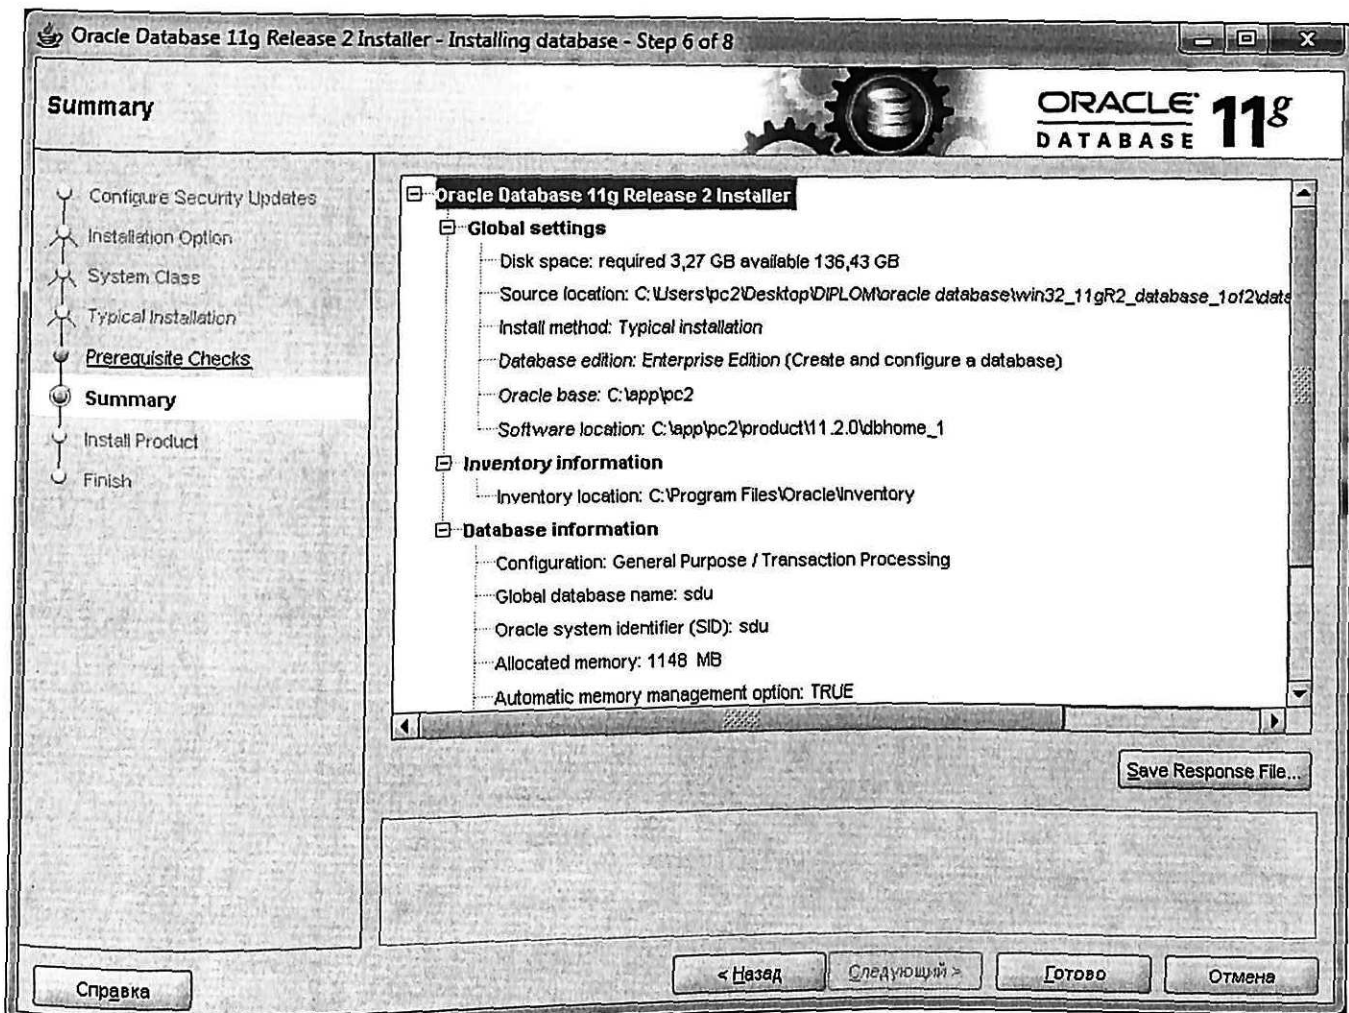 Oracle Database 11g Release 2 Installer - Installing database - Step 6 of 8
Summary
ORACLE
DATABASE 11g
Configure Security Updates
Installation Option
System Class
Typical Installation
Prerequisite Checks
Summary
Install Product
Finish
Oracle Database 11g Release 2 Installer
Global settings
Disk space: required 3,27 GB available 136,43 GB
Source location: C:\Users\pc2\Desktop\DIPLOM\oracle database\win32_11gR2_database_1of2\data
Install method: Typical installation
Database edition: Enterprise Edition (Create and configure a database)
Oracle base: C:\app\pc2
Software location: C:\app\pc2\product\11.2.0\dbhome_1
Inventory information
Inventory location: C:\Program Files\Oracle\Inventory
Database information
Configuration: General Purpose / Transaction Processing
Global database name: sdu
Oracle system identifier (SID): sdu
Allocated memory: 1148 MB
Automatic memory management option: TRUE
Save Response File...
Справка
< Назад
Следующий >
Готово
Отмена